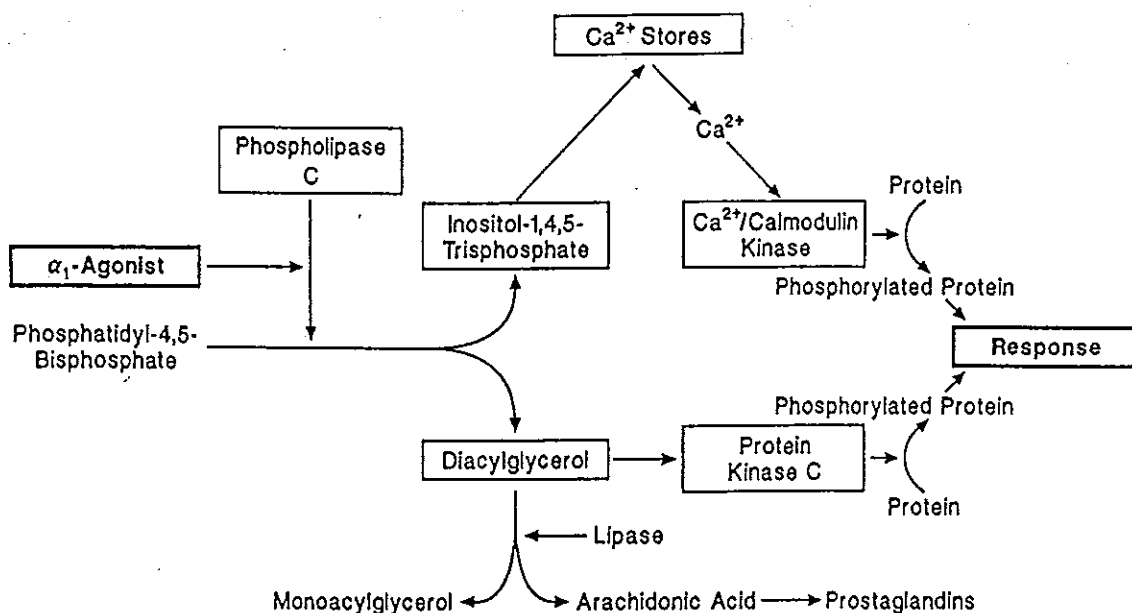 Ca²⁺ Stores
Ca²⁺
Phospholipase
C
Protein
Inositol-1,4,5-
Trisphosphate
Ca²⁺/Calmodulin
Kinase
α₁-Agonist
Phosphorylated Protein
Phosphatidyl-4,5-
Bisphosphate
Response
Phosphorylated Protein
Diacylglycerol
Protein
Kinase C
Protein
Lipase
Monoacylglycerol
Arachidonic Acid
Prostaglandins